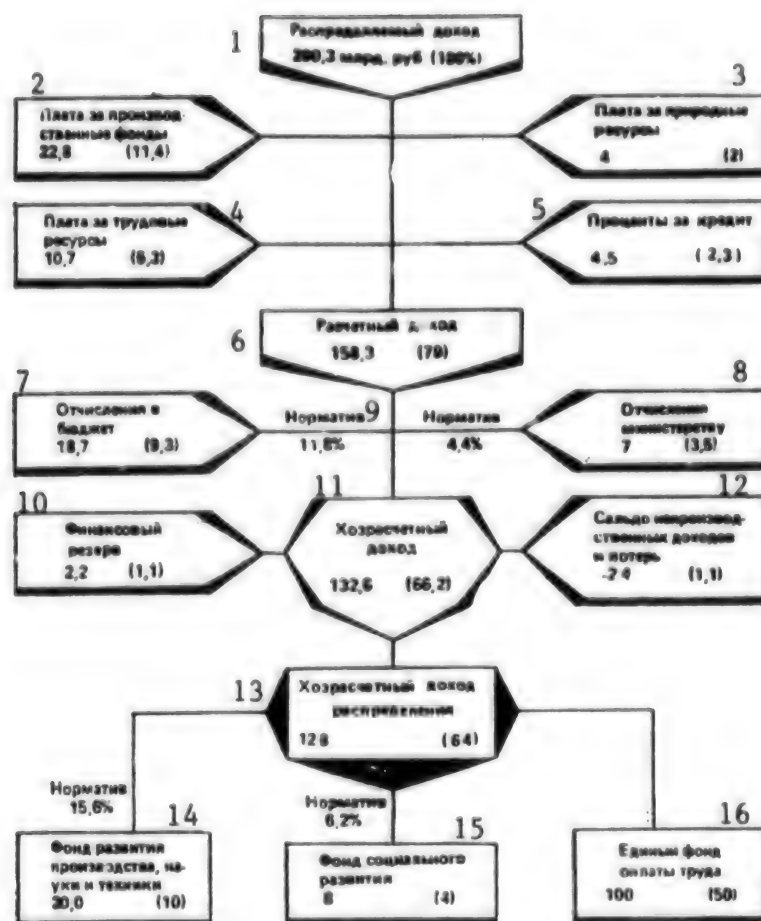 1
Распределяемый доход
200,3 млрд. руб (100%)
2
Плата за производ-
ственные фонды
22,8 (11,4)
3
Плата за природные
ресурсы
4 (2)
4
Плата за трудовые
ресурсы
10,7 (5,3)
5
Проценты за кредит
4,5 (2,3)
6
Расчетный доход
158,3 (79)
7
Отчисления в
бюджет
18,7 (9,3)
9
Норматив
11,8%
Норматив
4,4%
8
Отчисления
министерству
7 (3,5)
10
Финансовый
резерв
2,2 (1,1)
11
Хозрасчетный
доход
132,6 (66,2)
12
Сальдо непроизвод-
ственных доходов
и потерь
-2,4 (1,1)
13
Хозрасчетный доход
распределения
128 (64)
Норматив
15,6%
14
Фонд развития
производства, на-
уки и техники
20,0 (10)
Норматив
6,2%
15
Фонд социального
развития
8 (4)
16
Единый фонд
оплаты труда
100 (50)